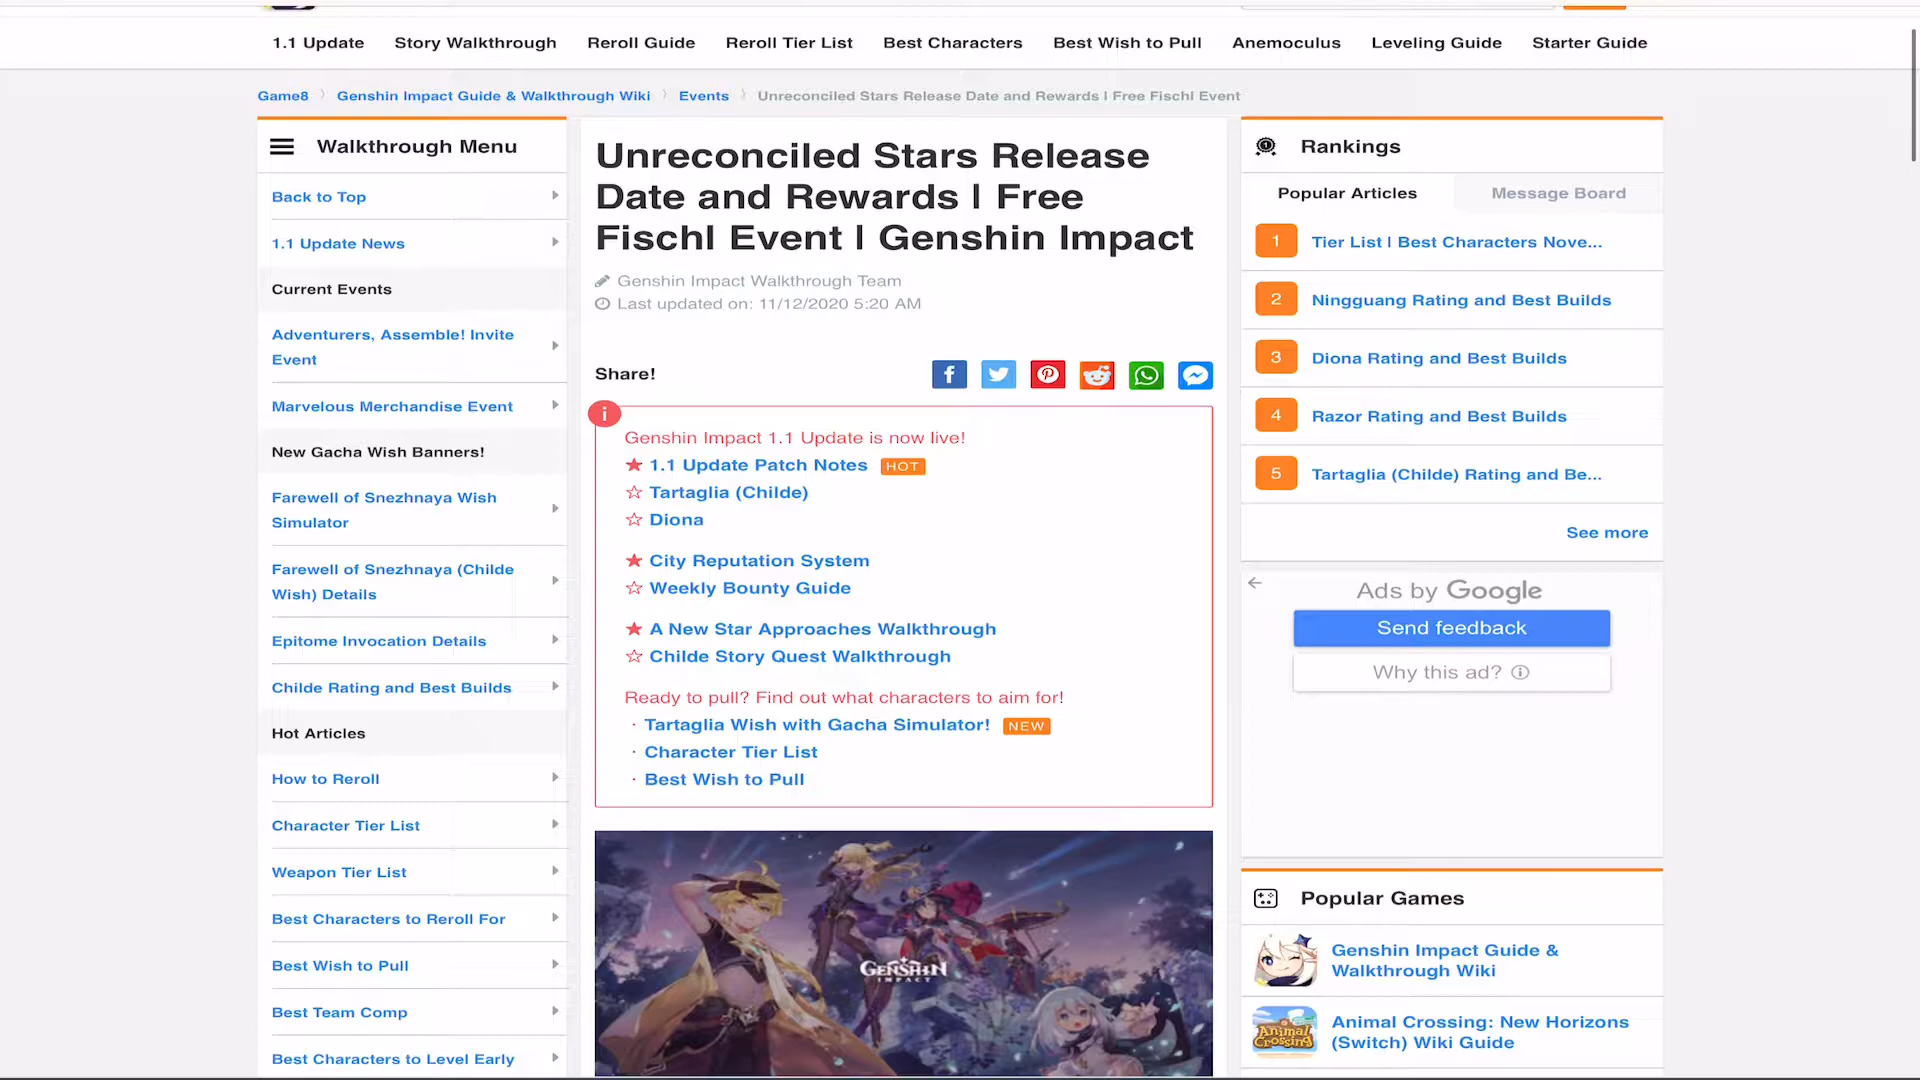 1.1 Update Story Walkthrough Reroll Guide Reroll Tier List Best Characters Best Wish to Pull Anemoculus Leveling Guide Starter Guide
Game8 Genshin Impact Guide & Walkthrough Wiki Events Unreconciled Stars Release Date and Rewards | Free Fischl Event
Walkthrough Menu
Back to Top
1.1 Update News
Current Events
Adventurers, Assemble! Invite
Event
Marvelous Merchandise Event
New Gacha Wish Banners!
Farewell of Snezhnaya Wish
Simulator
Farewell of Snezhnaya (Childe
Wish) Details
Epitome Invocation Details
Childe Rating and Best Builds
Hot Articles
How to Reroll
Character Tier List
Weapon Tier List
Best Characters to Reroll For
Best Wish to Pull
Best Team Comp
Best Characters to Level Early
Unreconciled Stars Release
Date and Rewards | Free
Fischl Event | Genshin Impact
Genshin Impact Walkthrough Team
Last updated on: 11/12/2020 5:20 AM
Share!
i
Genshin Impact 1.1 Update is now live!
★ 1.1 Update Patch Notes HOT
☆ Tartaglia (Childe)
☆ Diona
★ City Reputation System
☆ Weekly Bounty Guide
★ A New Star Approaches Walkthrough
☆ Childe Story Quest Walkthrough
Ready to pull? Find out what characters to aim for!
· Tartaglia Wish with Gacha Simulator! NEW
· Character Tier List
· Best Wish to Pull
GENSHIN
IMPACT
Rankings
Popular Articles Message Board
1 Tier List | Best Characters Nove...
2 Ningguang Rating and Best Builds
3 Diona Rating and Best Builds
4 Razor Rating and Best Builds
5 Tartaglia (Childe) Rating and Be...
See more
Ads by Google
Send feedback
Why this ad?
Popular Games
Genshin Impact Guide &
Walkthrough Wiki
Animal Crossing
Animal Crossing: New Horizons
(Switch) Wiki Guide